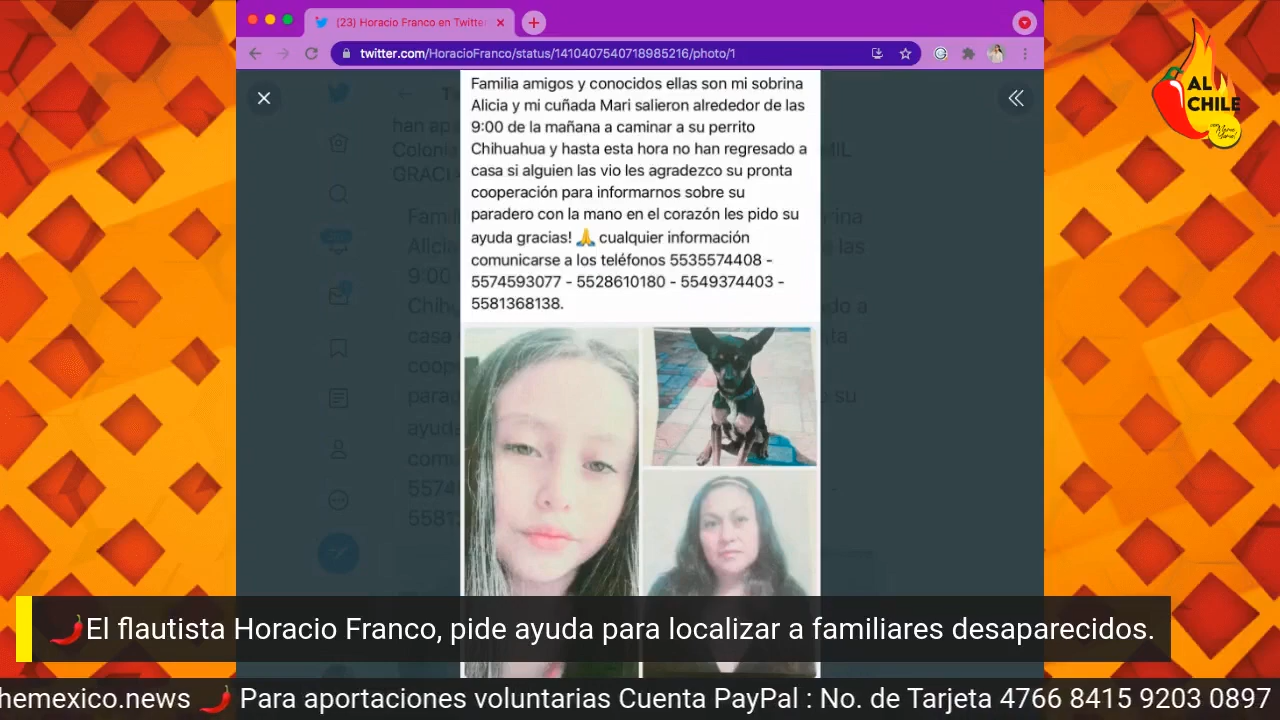 (23) Horacio Franco en Twitter
twitter.com/HoracioFranco/status/1410407540718985216/photo/1
AL
CHILE
Familia amigos y conocidos ellas son mi sobrina
Alicia y mi cuñada Mari salieron alrededor de las
9:00 de la mañana a caminar a su perrito
Chihuahua y hasta esta hora no han regresado a
casa si alguien las vio les agradezco su pronta
cooperación para informarnos sobre su
paradero con la mano en el corazón les pido su
ayuda gracias! 🙏 cualquier información
comunicarse a los teléfonos 5535574408 -
5574593077 - 5528610180 - 5549374403 -
5581368138.
🌶️El flautista Horacio Franco, pide ayuda para localizar a familiares desaparecidos.
hemexico.news 🌶️ Para aportaciones voluntarias Cuenta PayPal : No. de Tarjeta 4766 8415 9203 0897